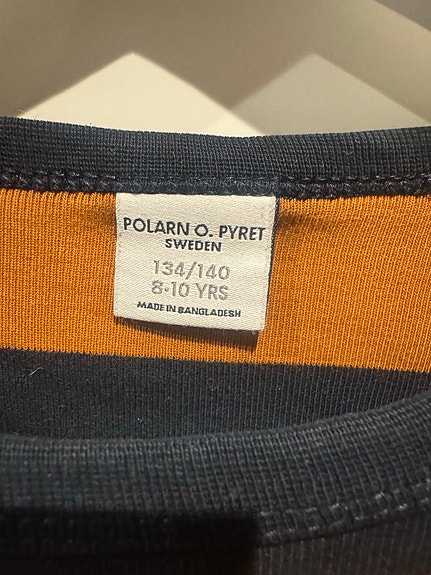 POLARN O. PYRET
SWEDEN
134/140
8-10 YRS
MADE IN BANGLADESH